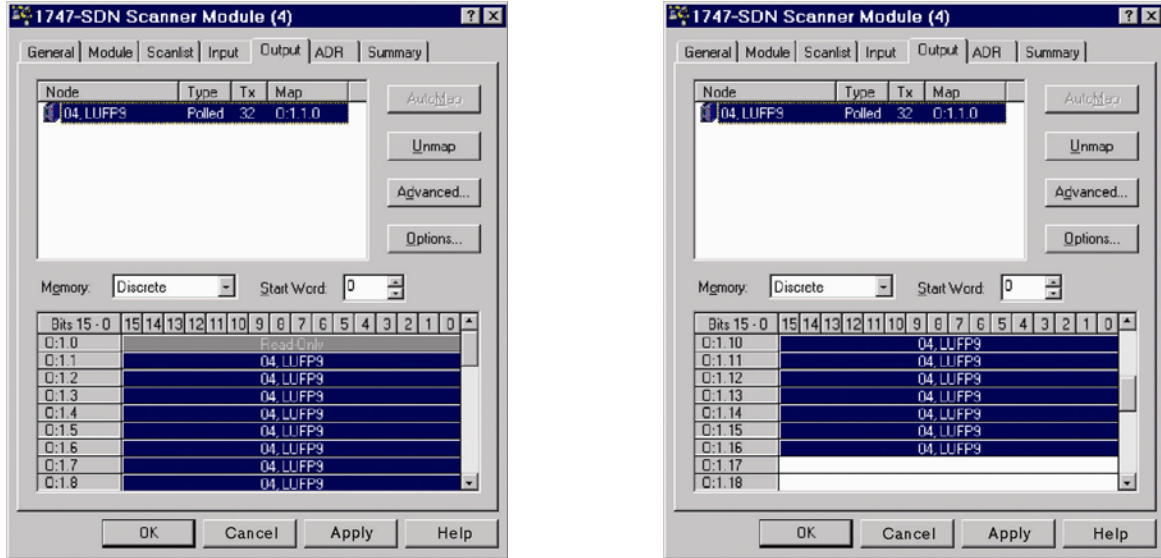 1747-SDN Scanner Module (4)
General Module Scanlist Input Output ADR Summary
Node Type Tx Map
04, LUFP9 Polled 32 O:1.1.0
AutoMap
Unmap
Advanced...
Options...
Memory: Discrete Start Word: 0
Bits 15 - 0 15 14 13 12 11 10 9 8 7 6 5 4 3 2 1 0
O:1.0 Read-Only
O:1.1 04, LUFP9
O:1.2 04, LUFP9
O:1.3 04, LUFP9
O:1.4 04, LUFP9
O:1.5 04, LUFP9
O:1.6 04, LUFP9
O:1.7 04, LUFP9
O:1.8 04, LUFP9
OK Cancel Apply Help
1747-SDN Scanner Module (4)
General Module Scanlist Input Output ADR Summary
Node Type Tx Map
04, LUFP9 Polled 32 O:1.1.0
AutoMap
Unmap
Advanced...
Options...
Memory: Discrete Start Word: 0
Bits 15 - 0 15 14 13 12 11 10 9 8 7 6 5 4 3 2 1 0
O:1.10 04, LUFP9
O:1.11 04, LUFP9
O:1.12 04, LUFP9
O:1.13 04, LUFP9
O:1.14 04, LUFP9
O:1.15 04, LUFP9
O:1.16 04, LUFP9
O:1.17
O:1.18
OK Cancel Apply Help